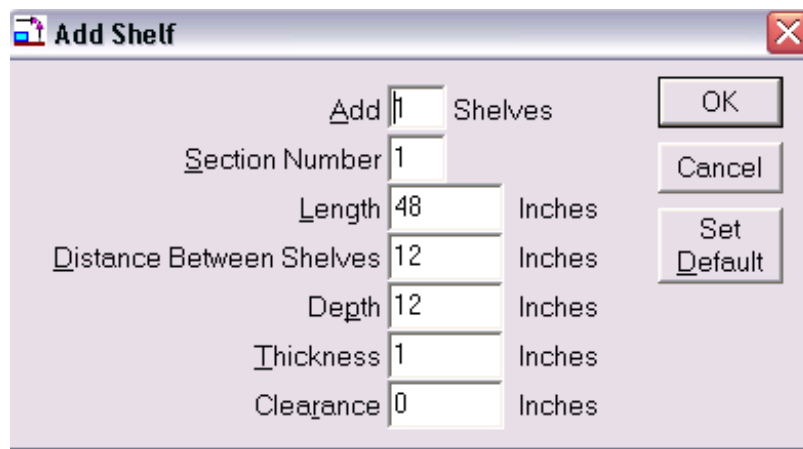 Add Shelf
Add 1 Shelves
OK
Section Number 1
Cancel
Length 48 Inches
Set
Default
Distance Between Shelves 12 Inches
Depth 12 Inches
Thickness 1 Inches
Clearance 0 Inches